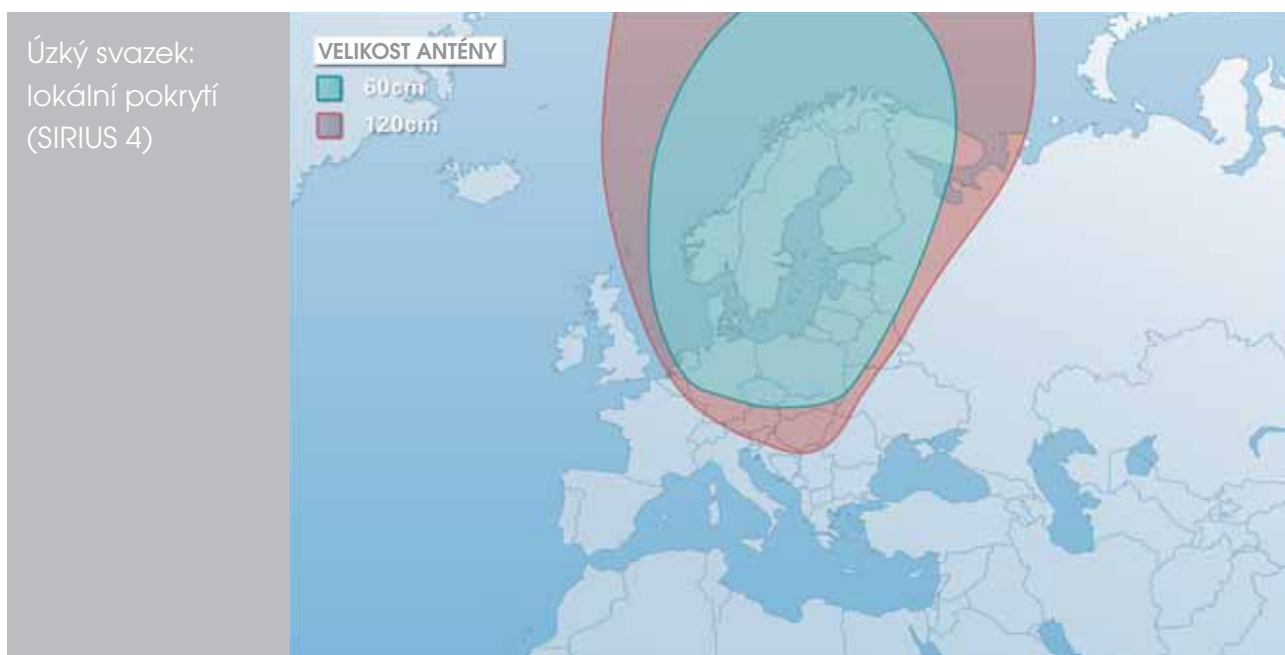 Úzký svazek:
lokální pokrytí
(SIRIUS 4)
VELIKOST ANTÉNY
60cm
120cm